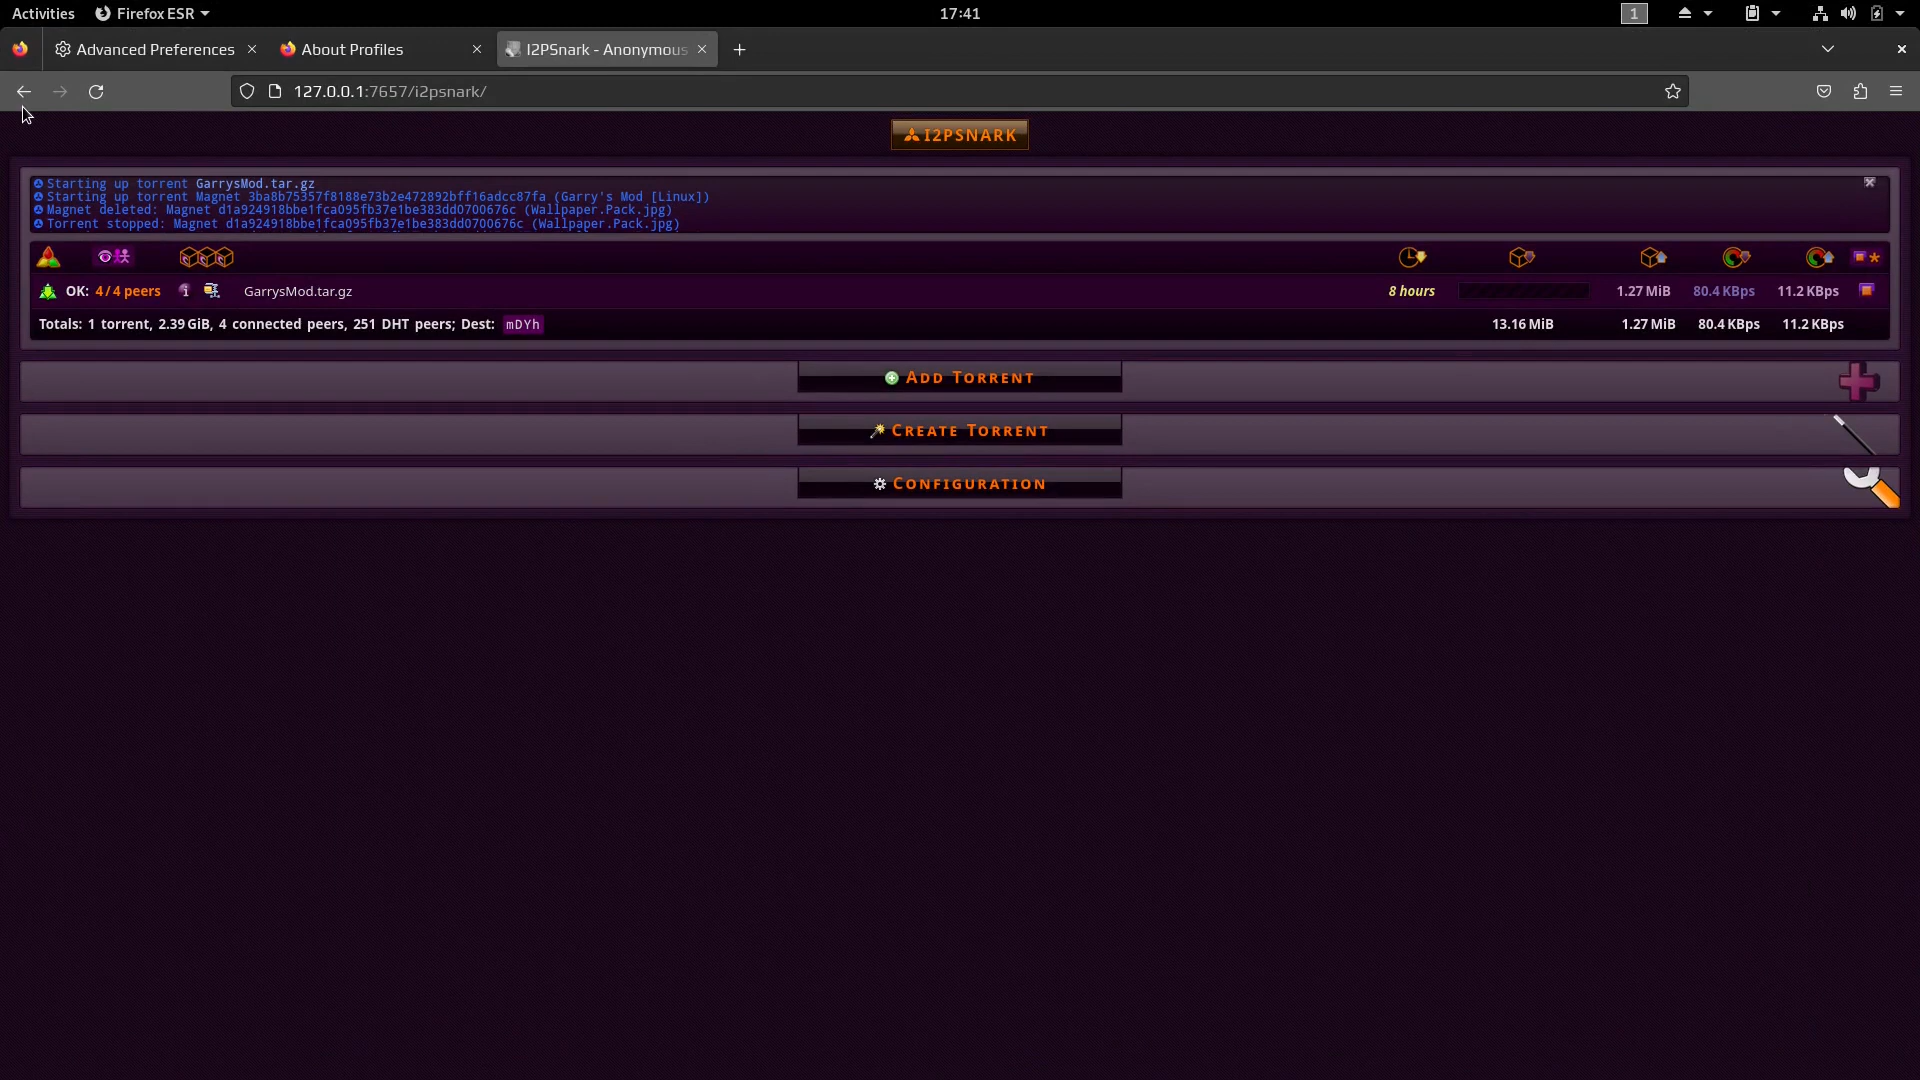 Activities
Firefox ESR
17:41
1
Advanced Preferences
About Profiles
I2PSnark - Anonymous
127.0.0.1:7657/i2psnark/
I2PSNARK
Starting up torrent GarrysMod.tar.gz
Starting up torrent Magnet 3ba8b75357f8188e73b2e472892bff16adcc87fa (Garry's Mod [Linux])
Magnet deleted: Magnet d1a924918bbe1fca095fb37e1be383dd0700676c (Wallpaper.Pack.jpg)
Torrent stopped: Magnet d1a924918bbe1fca095fb37e1be383dd0700676c (Wallpaper.Pack.jpg)
OK: 4/4 peers GarrysMod.tar.gz 8 hours 1.27 MiB 80.4 KBps 11.2 KBps
Totals: 1 torrent, 2.39 GiB, 4 connected peers, 251 DHT peers; Dest: mDYh 13.16 MiB 1.27 MiB 80.4 KBps 11.2 KBps
Add Torrent
Create Torrent
Configuration